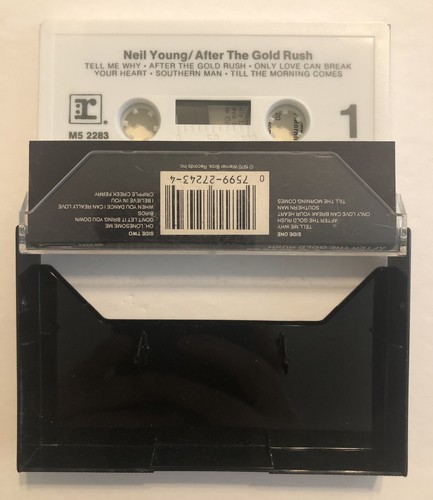 Neil Young/After The Gold Rush
TELL ME WHY • AFTER THE GOLD RUSH • ONLY LOVE CAN BREAK
YOUR HEART • SOUTHERN MAN • TILL THE MORNING COMES
r:
M5 2283
1
AFTER THE GOLD RUSH
SIDE ONE
TELL ME WHY
AFTER THE GOLD RUSH
ONLY LOVE CAN BREAK YOUR HEART
SOUTHERN MAN
TILL THE MORNING COMES
SIDE TWO
OH, LONESOME ME
DON'T LET IT BRING YOU DOWN
BIRDS
WHEN YOU DANCE I CAN REALLY LOVE
I BELIEVE IN YOU
CRIPPLE CREEK FERRY
0 7599-27243-4
© 1970 Warner Bros. Records Inc.